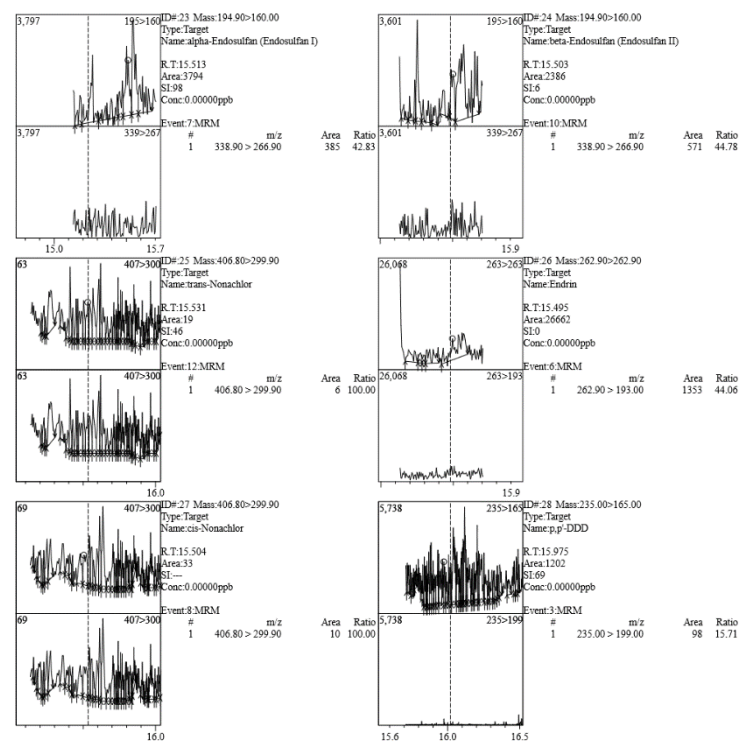 3,797 195>160
ID#:23 Mass:194.90>160.00
Type:Target
Name:alpha-Endosulfan (Endosulfan I)
R.T:15.513
Area:3794
SI:98
Conc:0.00000ppb
Event:7:MRM
3,797 339>267
# m/z Area Ratio
1 338.90 > 266.90 385 42.83
15.0 15.7
3,601 195>160
ID#:24 Mass:194.90>160.00
Type:Target
Name:beta-Endosulfan (Endosulfan II)
R.T:15.503
Area:2386
SI:6
Conc:0.00000ppb
Event:10:MRM
3,601 339>267
# m/z Area Ratio
1 338.90 > 266.90 571 44.78
15.9
63 407>300
ID#:25 Mass:406.80>299.90
Type:Target
Name:trans-Nonachlor
R.T:15.531
Area:19
SI:46
Conc:0.00000ppb
Event:12:MRM
63 407>300
# m/z Area Ratio
1 406.80 > 299.90 6 100.00
16.0
26,068 263>263
ID#:26 Mass:262.90>262.90
Type:Target
Name:Endrin
R.T:15.495
Area:26662
SI:0
Conc:0.00000ppb
Event:6:MRM
26,068 263>193
# m/z Area Ratio
1 262.90 > 193.00 1353 44.06
15.9
69 407>300
ID#:27 Mass:406.80>299.90
Type:Target
Name:cis-Nonachlor
R.T:15.504
Area:33
SI:---
Conc:0.00000ppb
Event:8:MRM
69 407>300
# m/z Area Ratio
1 406.80 > 299.90 10 100.00
16.0
5,738 235>165
ID#:28 Mass:235.00>165.00
Type:Target
Name:p,p'-DDD
R.T:15.975
Area:1202
SI:69
Conc:0.00000ppb
Event:3:MRM
5,738 235>199
# m/z Area Ratio
1 235.00 > 199.00 98 15.71
15.6 16.0 16.5